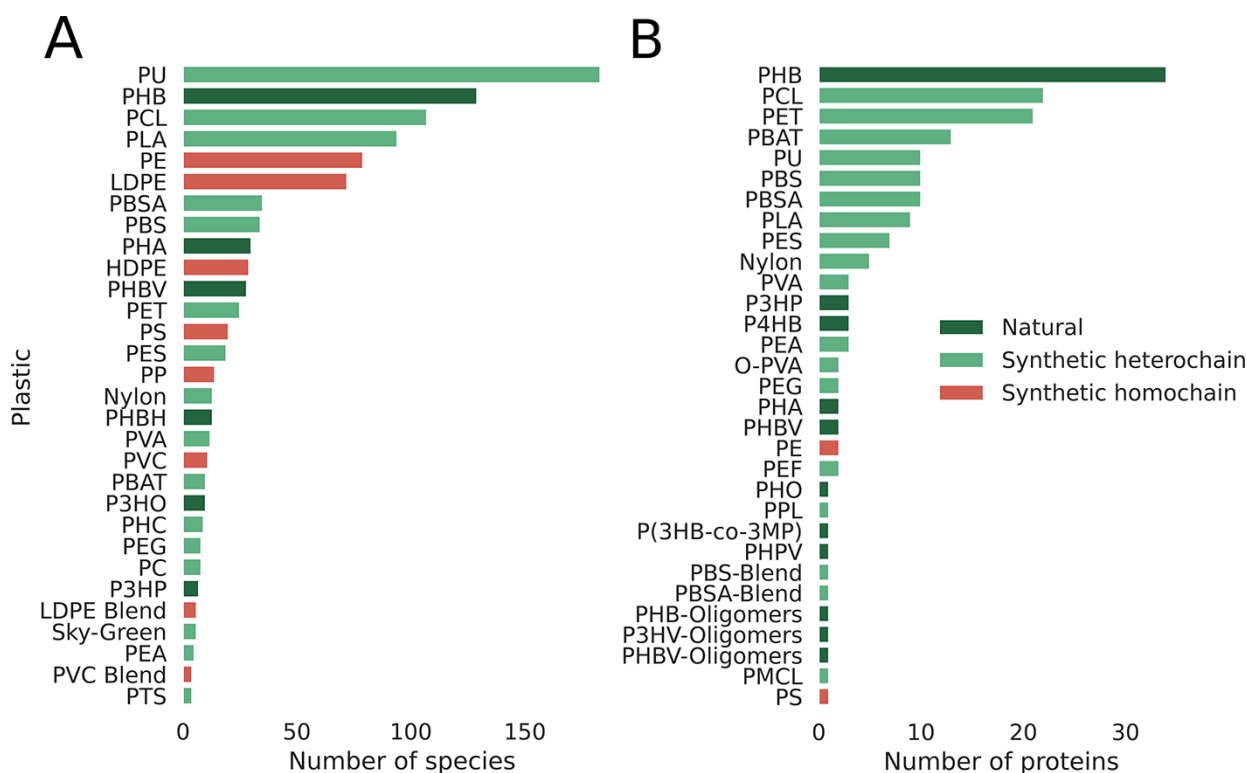 A
PU
PHB
PCL
PLA
PE
LDPE
PBSA
PBS
PHA
HDPE
PHBV
PET
PS
PES
PP
Nylon
PHBH
PVA
PVC
PBAT
P3HO
PHC
PEG
PC
P3HP
LDPE Blend
Sky-Green
PEA
PVC Blend
PTS
Plastic
0 50 100 150
Number of species
B
PHB
PCL
PET
PBAT
PU
PBS
PBSA
PLA
PES
Nylon
PVA
P3HP
P4HB
PEA
O-PVA
PEG
PHA
PHBV
PE
PEF
PHO
PPL
P(3HB-co-3MP)
PHPV
PBS-Blend
PBSA-Blend
PHB-Oligomers
P3HV-Oligomers
PHBV-Oligomers
PMCL
PS
0 10 20 30
Number of proteins
Natural
Synthetic heterochain
Synthetic homochain